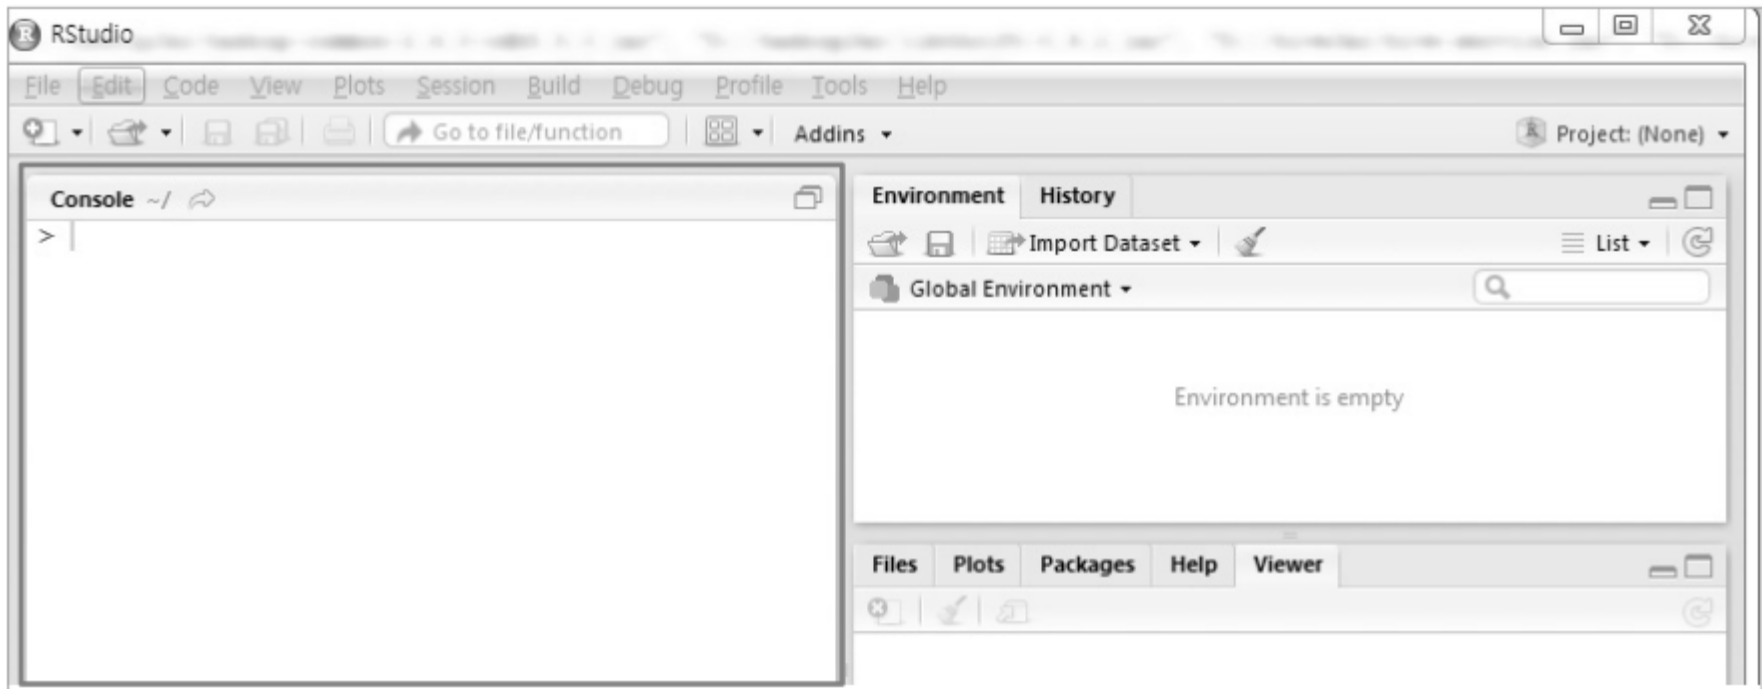 RStudio
File Edit Code View Plots Session Build Debug Profile Tools Help
Go to file/function Addins Project: (None)
Console ~/
>
Environment History
Import Dataset List
Global Environment
Environment is empty
Files Plots Packages Help Viewer